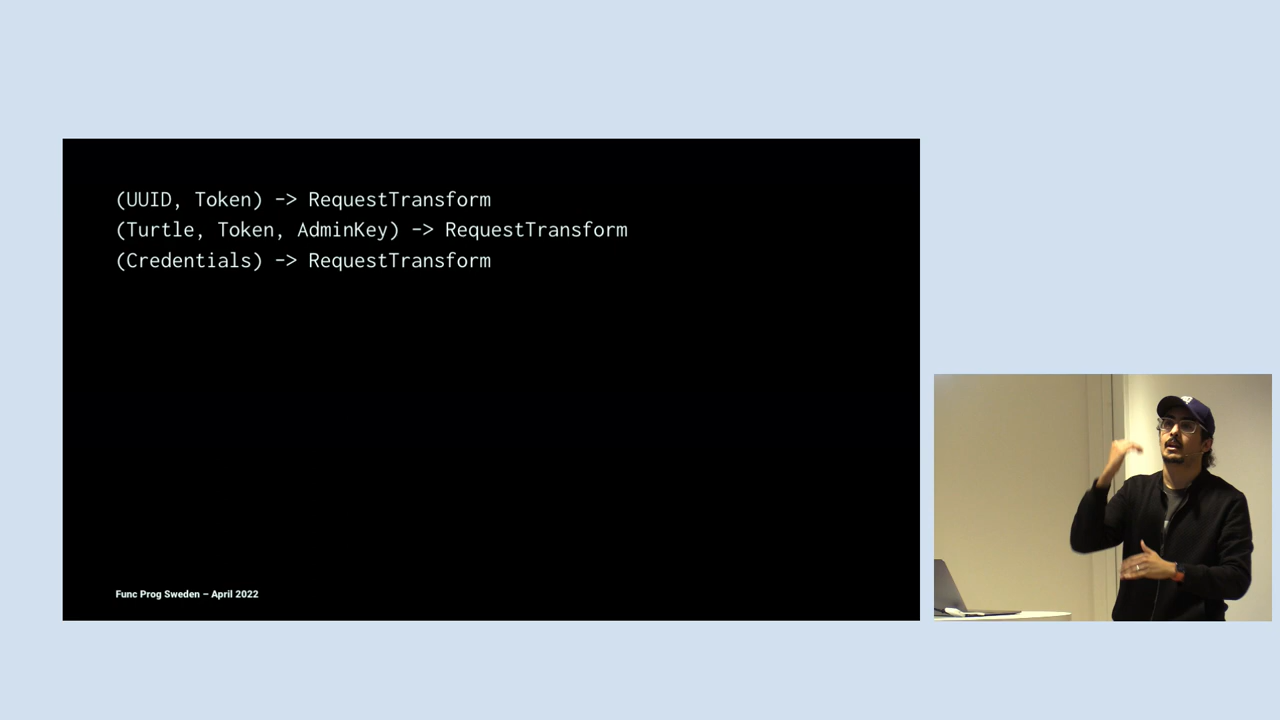 (UUID, Token) -> RequestTransform
(Turtle, Token, AdminKey) -> RequestTransform
(Credentials) -> RequestTransform
Func Prog Sweden – April 2022